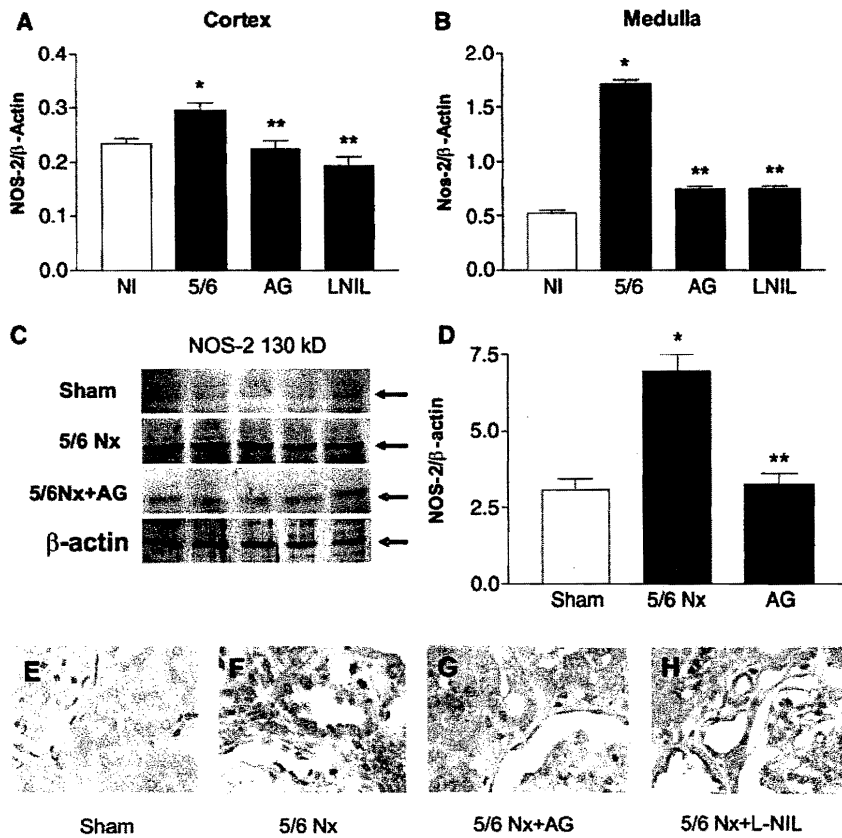 A
Cortex
NOS-2/β-Actin
0.4
0.3
0.2
0.1
0.0
*
**
**
NI
5/6
AG
LNIL
B
Medulla
Nos-2/β-Actin
2.0
1.5
1.0
0.5
0.0
*
**
**
NI
5/6
AG
LNIL
C
NOS-2 130 kD
Sham
5/6 Nx
5/6Nx+AG
β-actin
D
NOS-2/β-actin
7.5
5.0
2.5
0.0
*
**
Sham
5/6 Nx
AG
E
F
G
H
Sham
5/6 Nx
5/6 Nx+AG
5/6 Nx+L-NIL